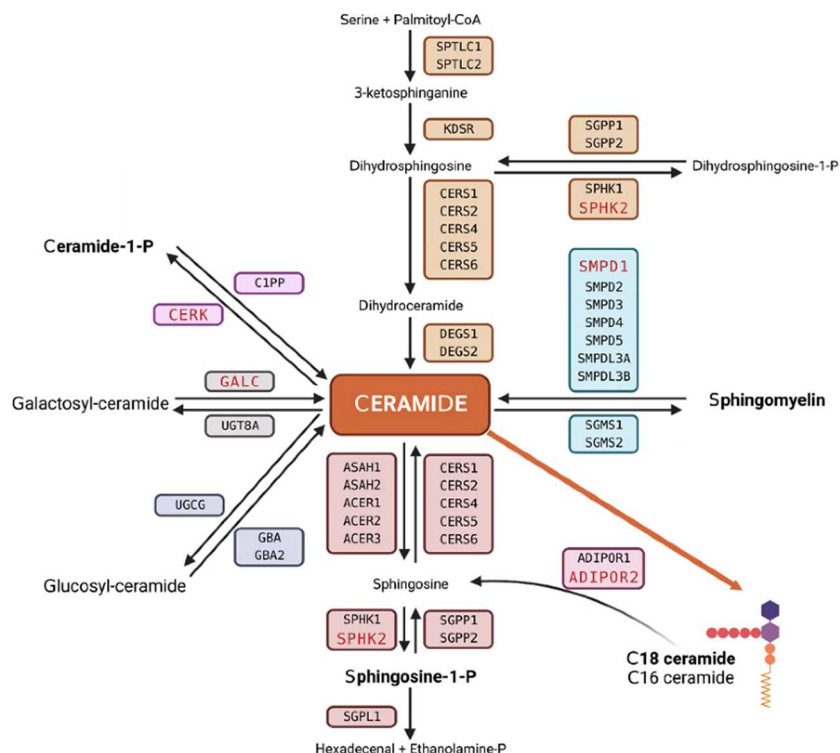 Serine + Palmitoyl-CoA
SPTLC1
SPTLC2
3-ketosphinganine
KDSR
SGPP1
SGPP2
Dihydrosphingosine
Dihydrosphingosine-1-P
SPHK1
SPHK2
CERS1
CERS2
CERS4
CERS5
CERS6
Ceramide-1-P
C1PP
CERK
SMPD1
SMPD2
SMPD3
SMPD4
SMPD5
SMPDL3A
SMPDL3B
Dihydroceramide
DEGS1
DEGS2
GALC
Galactosyl-ceramide
UGT8A
CERAMIDE
Sphingomyelin
SGMS1
SGMS2
ASAH1
ASAH2
ACER1
ACER2
ACER3
CERS1
CERS2
CERS4
CERS5
CERS6
UGCG
GBA
GBA2
Glucosyl-ceramide
ADIPOR1
ADIPOR2
Sphingosine
SPHK1
SPHK2
SGPP1
SGPP2
C18 ceramide
C16 ceramide
Sphingosine-1-P
SGPL1
Hexadecenal + Ethanolamine-P